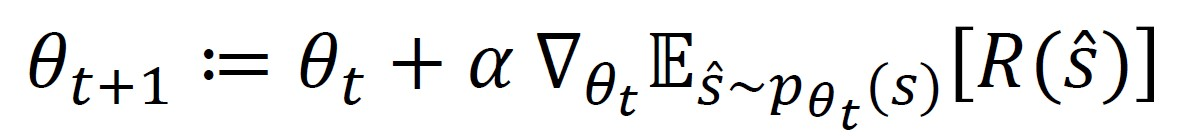 θ_{t+1} := θ_t + α ∇_{θ_t} 𝔼_{ŝ~p_{θ_t}(s)}[R(ŝ)]